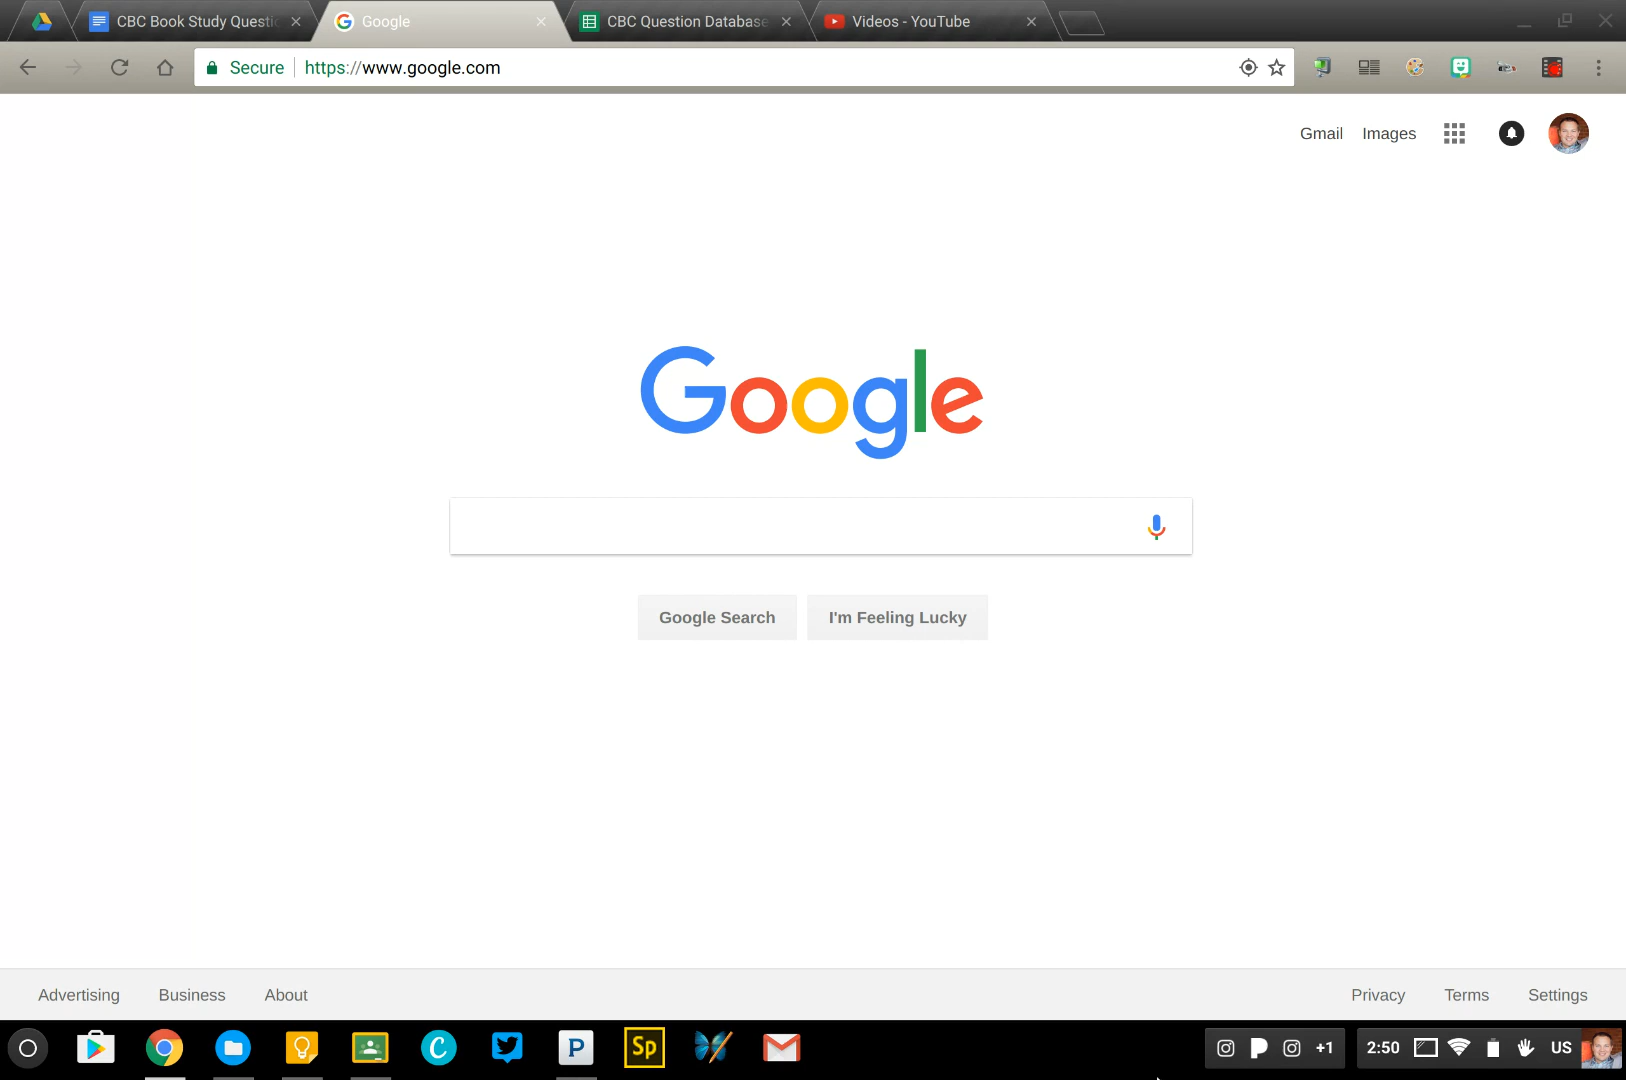 CBC Book Study Questi
Google
CBC Question Database
Videos - YouTube
Secure
https://www.google.com
Gmail
Images
Google
Google Search
I'm Feeling Lucky
Advertising
Business
About
Privacy
Terms
Settings
C
P
Sp
+1
2:50
US